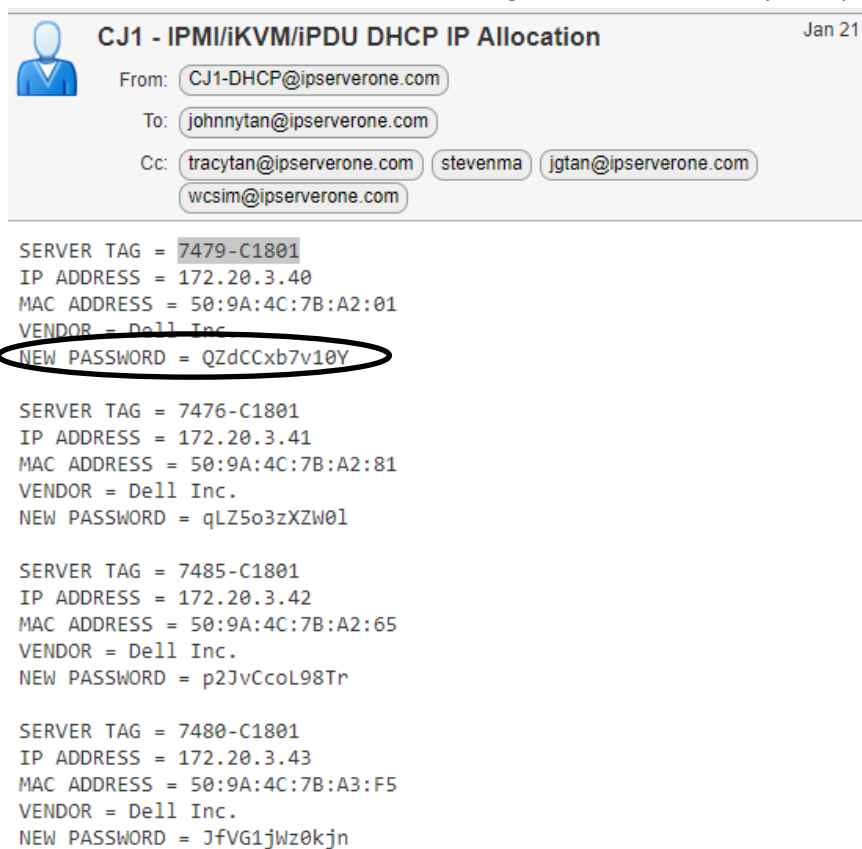 CJ1 - IPMI/iKVM/iPDU DHCP IP Allocation
Jan 21
From: CJ1-DHCP@ipserverone.com
To: johnnytan@ipserverone.com
Cc: tracytan@ipserverone.com stevenma jgtan@ipserverone.com
wcsim@ipserverone.com
SERVER TAG = 7479-C1801
IP ADDRESS = 172.20.3.40
MAC ADDRESS = 50:9A:4C:7B:A2:01
VENDOR = Dell Inc.
NEW PASSWORD = QZdCCxb7v10Y
SERVER TAG = 7476-C1801
IP ADDRESS = 172.20.3.41
MAC ADDRESS = 50:9A:4C:7B:A2:81
VENDOR = Dell Inc.
NEW PASSWORD = qLZ5o3zXZW0l
SERVER TAG = 7485-C1801
IP ADDRESS = 172.20.3.42
MAC ADDRESS = 50:9A:4C:7B:A2:65
VENDOR = Dell Inc.
NEW PASSWORD = p2JvCcoL98Tr
SERVER TAG = 7480-C1801
IP ADDRESS = 172.20.3.43
MAC ADDRESS = 50:9A:4C:7B:A3:F5
VENDOR = Dell Inc.
NEW PASSWORD = JfVG1jWz0kjn